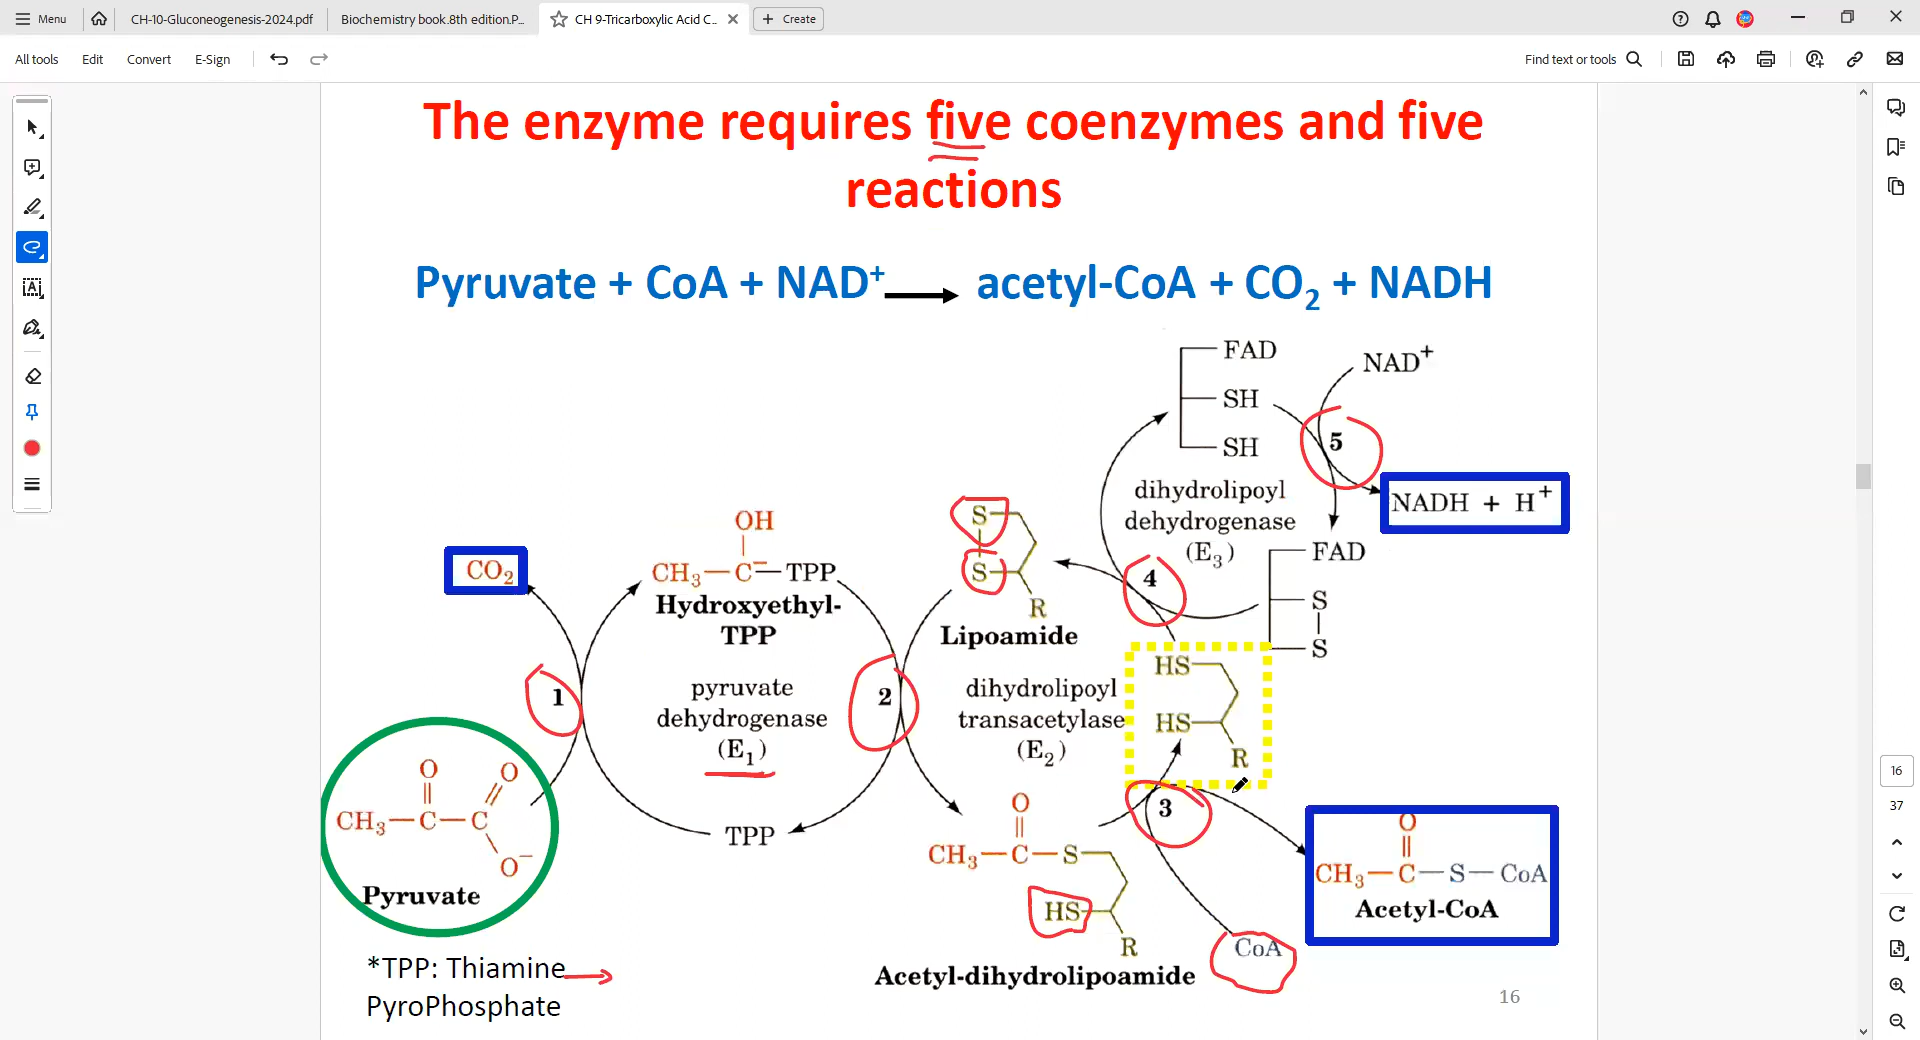 Menu
CH-10-Gluconeogenesis-2024.pdf
Biochemistry book.8th edition.P...
CH 9-Tricarboxylic Acid C...
Create
All tools
Edit
Convert
E-Sign
Find text or tools
The enzyme requires five coenzymes and five
reactions
Pyruvate + CoA + NAD⁺ → acetyl-CoA + CO₂ + NADH
FAD
SH
SH
NAD⁺
5
dihydrolipoyl
dehydrogenase
(E₃)
NADH + H⁺
FAD
S
S
4
CO₂
OH
CH₃—C⁻—TPP
Hydroxyethyl-
TPP
S
S
R
Lipoamide
1
pyruvate
dehydrogenase
(E₁)
2
dihydrolipoyl
transacetylase
(E₂)
HS
HS
R
3
O
O
CH₃—C—C
O⁻
Pyruvate
TPP
O
CH₃—C—S
HS
R
Acetyl-dihydrolipoamide
CoA
O
CH₃—C—S—CoA
Acetyl-CoA
*TPP: Thiamine
PyroPhosphate
16
16
37